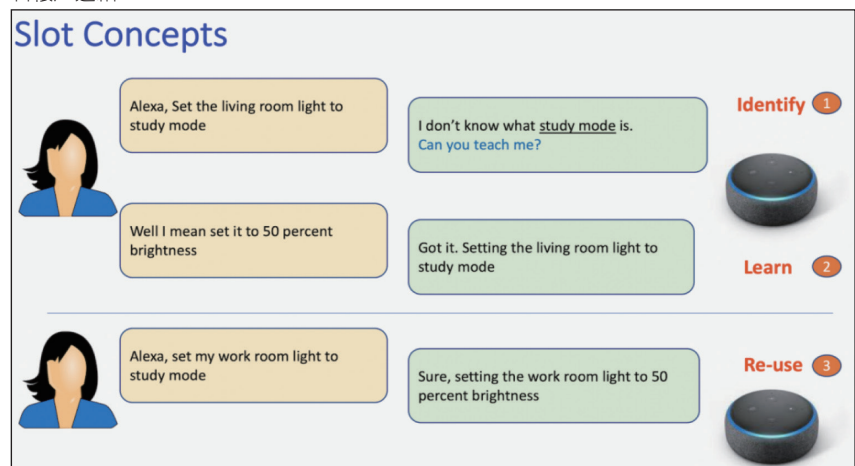 Slot Concepts
Alexa, Set the living room light to
study mode
I don't know what study mode is.
Can you teach me?
Identify 1
Well I mean set it to 50 percent
brightness
Got it. Setting the living room light to
study mode
Learn 2
Alexa, set my work room light to
study mode
Sure, setting the work room light to 50
percent brightness
Re-use 3